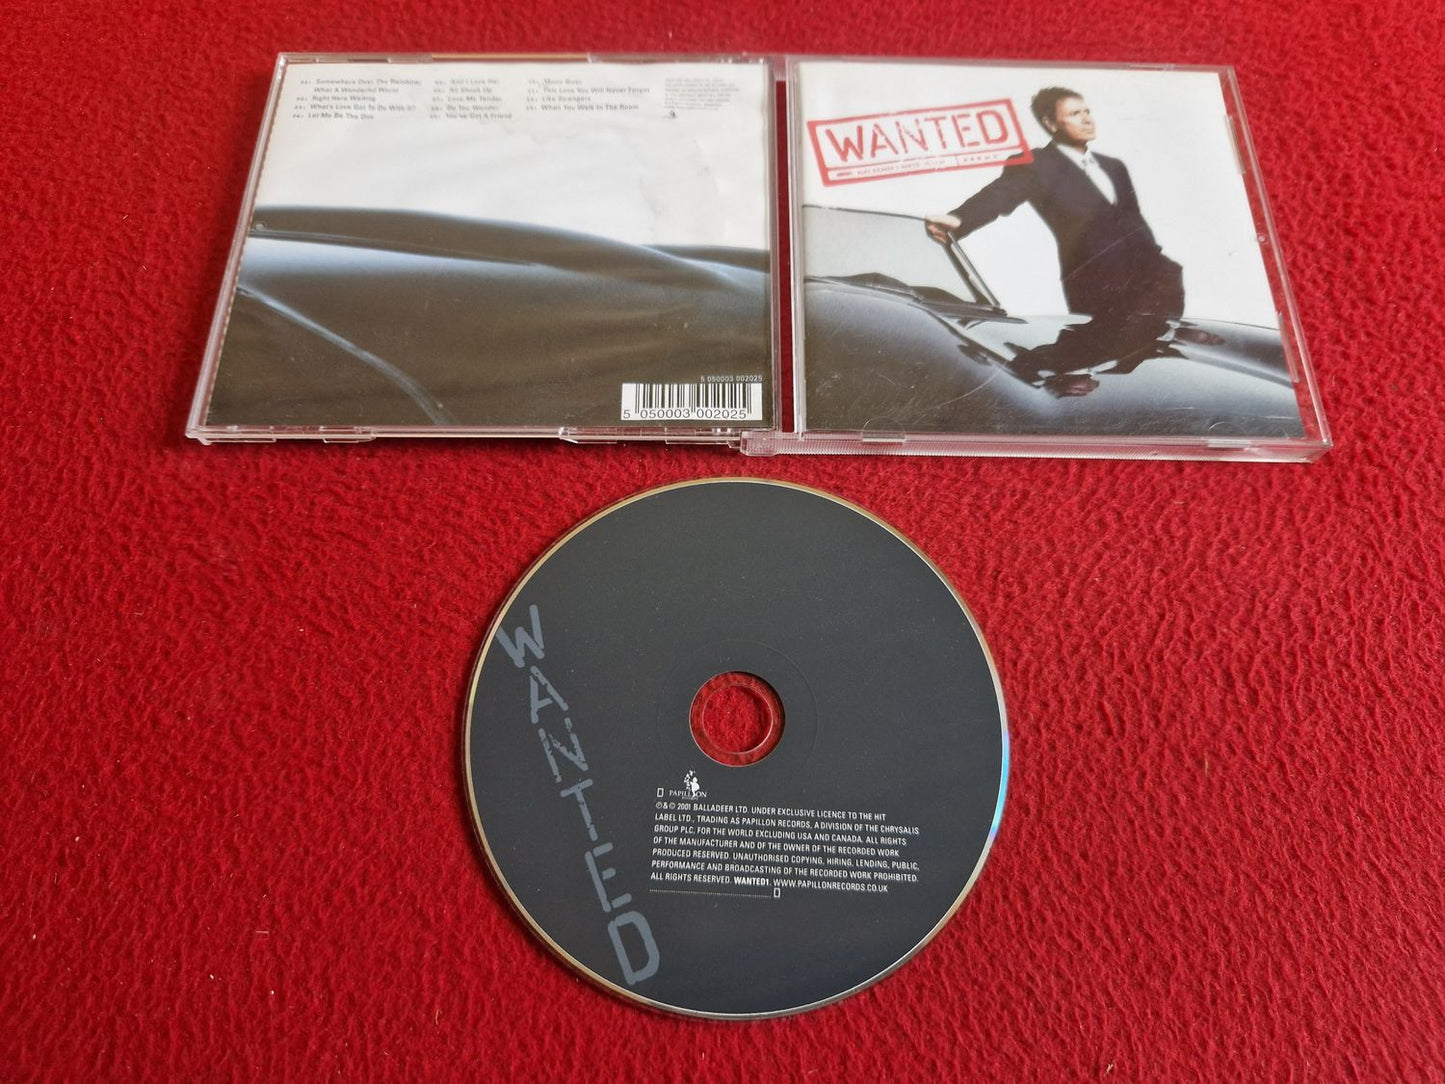 Somewhere Over The Rainbow/
What A Wonderful World
Right Here Waiting
What's Love Got To Do With It?
Let Me Be The One
And I Love Her
All Shook Up
Love Me Tender
Do You Wonder
You've Got A Friend
Moon River
This Love You Will Never Forget
Like Strangers
When You Walk In The Room
5 050003 002025
5 050003 002025
WANTED
WANTED
PAPILLON
℗&© 2001 BALLADEER LTD. UNDER EXCLUSIVE LICENCE TO THE HIT
LABEL LTD., TRADING AS PAPILLON RECORDS, A DIVISION OF THE CHRYSALIS
GROUP PLC. FOR THE WORLD EXCLUDING USA AND CANADA. ALL RIGHTS
OF THE MANUFACTURER AND OF THE OWNER OF THE RECORDED WORK
PRODUCED RESERVED. UNAUTHORISED COPYING, HIRING, LENDING, PUBLIC,
PERFORMANCE AND BROADCASTING OF THE RECORDED WORK PROHIBITED.
ALL RIGHTS RESERVED. WANTED1. WWW.PAPILLONRECORDS.CO.UK